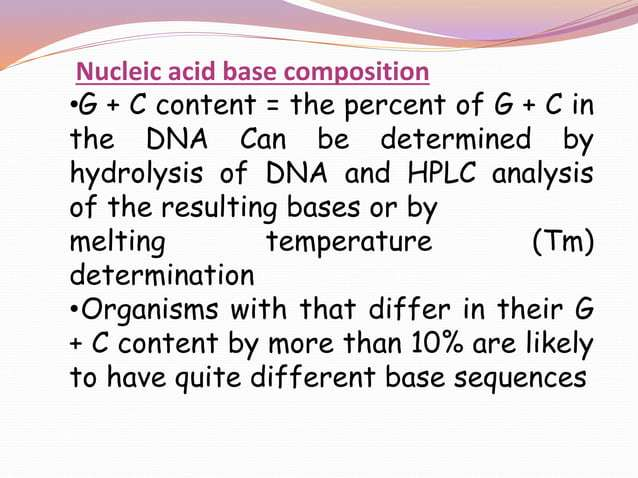 Nucleic acid base composition
•G + C content = the percent of G + C in
the DNA Can be determined by
hydrolysis of DNA and HPLC analysis
of the resulting bases or by
melting temperature (Tm)
determination
•Organisms with that differ in their G
+ C content by more than 10% are likely
to have quite different base sequences